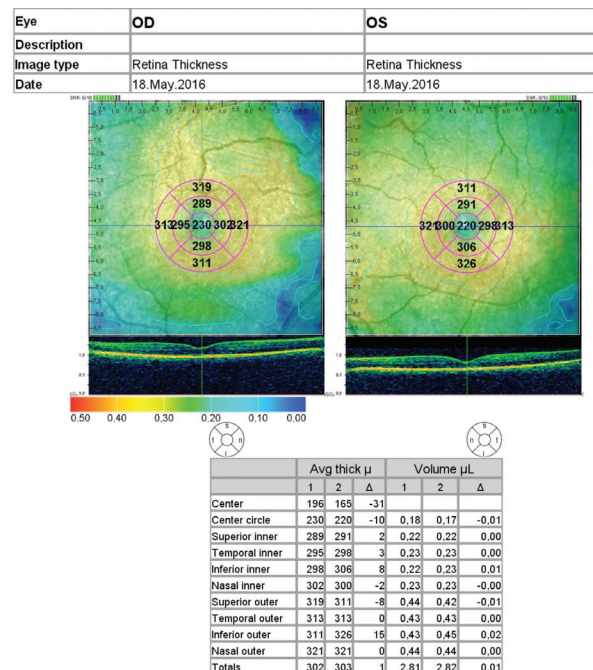 Eye OD OS
Description
Image type Retina Thickness Retina Thickness
Date 18.May.2016 18.May.2016
319 311
289 291
313 295 230 302 321 321 300 220 298 313
298 306
311 326
0.50 0.40 0.30 0.20 0.10 0.00
s s
t n n t
i i
Avg thick µ Volume µL
1 2 Δ 1 2 Δ
Center 196 165 -31
Center circle 230 220 -10 0,18 0,17 -0,01
Superior inner 289 291 2 0,22 0,22 0,00
Temporal inner 295 298 3 0,23 0,23 0,00
Inferior inner 298 306 8 0,22 0,23 0,01
Nasal inner 302 300 -2 0,23 0,23 -0,00
Superior outer 319 311 -8 0,44 0,42 -0,01
Temporal outer 313 313 0 0,43 0,43 0,00
Inferior outer 311 326 15 0,43 0,45 0,02
Nasal outer 321 321 0 0,44 0,44 0,00
Totals 302 303 1 2,81 2,82 0,01